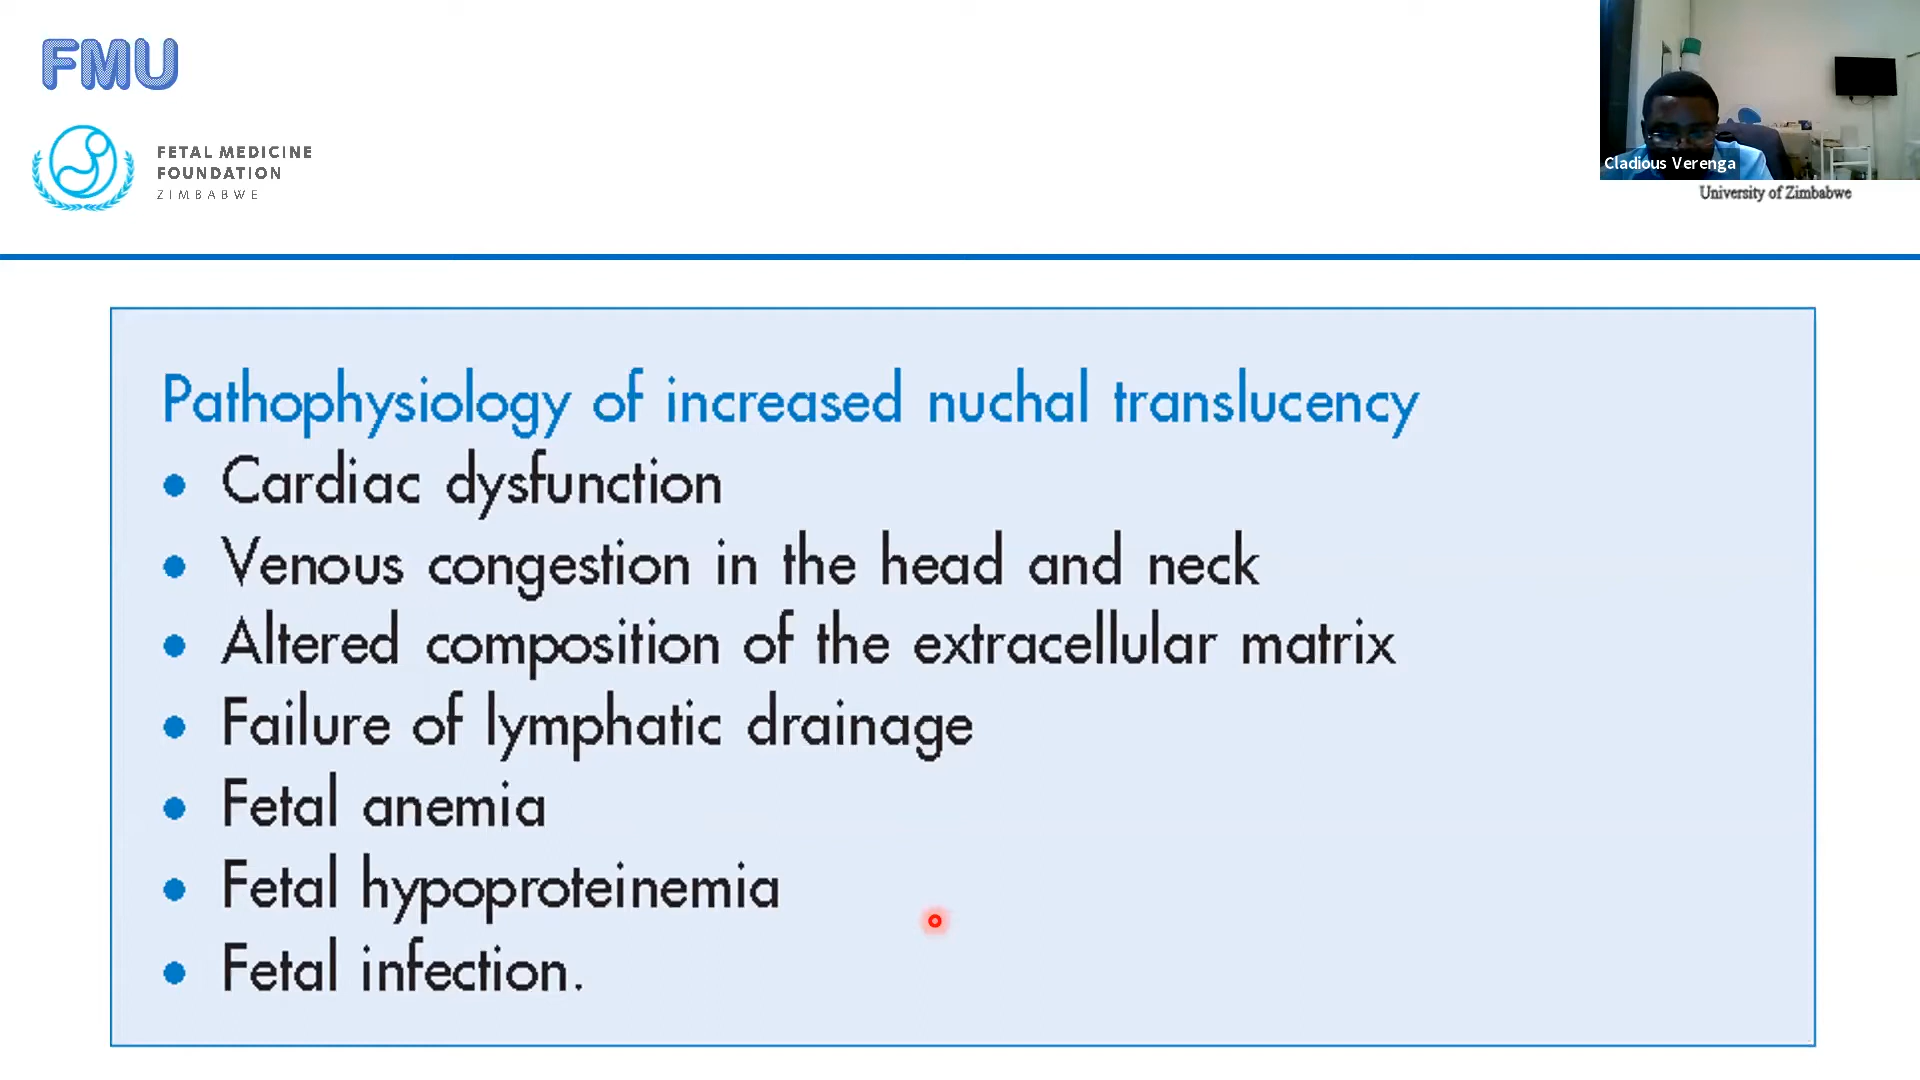 FMU
FETAL MEDICINE
FOUNDATION
ZIMBABWE
Cladious Verenga
University of Zimbabwe
Pathophysiology of increased nuchal translucency
• Cardiac dysfunction
• Venous congestion in the head and neck
• Altered composition of the extracellular matrix
• Failure of lymphatic drainage
• Fetal anemia
• Fetal hypoproteinemia
• Fetal infection.